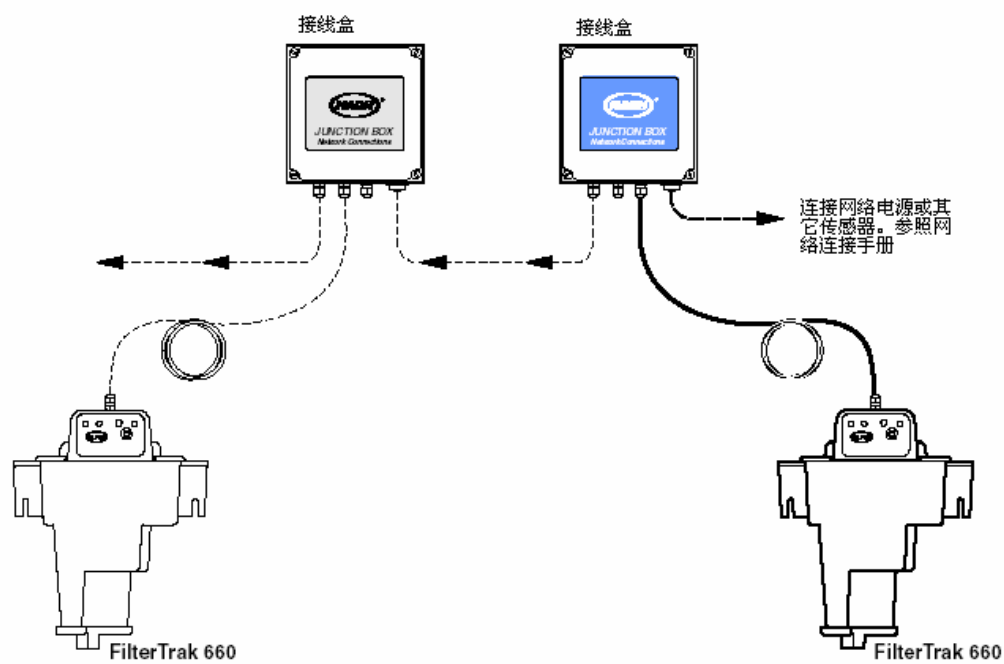 接线盒
接线盒
HACH
JUNCTION BOX
Network Connections
JUNCTION BOX
Network Connections
连接网络电源或其
它传感器。参照网
络连接手册
FilterTrak 660
FilterTrak 660